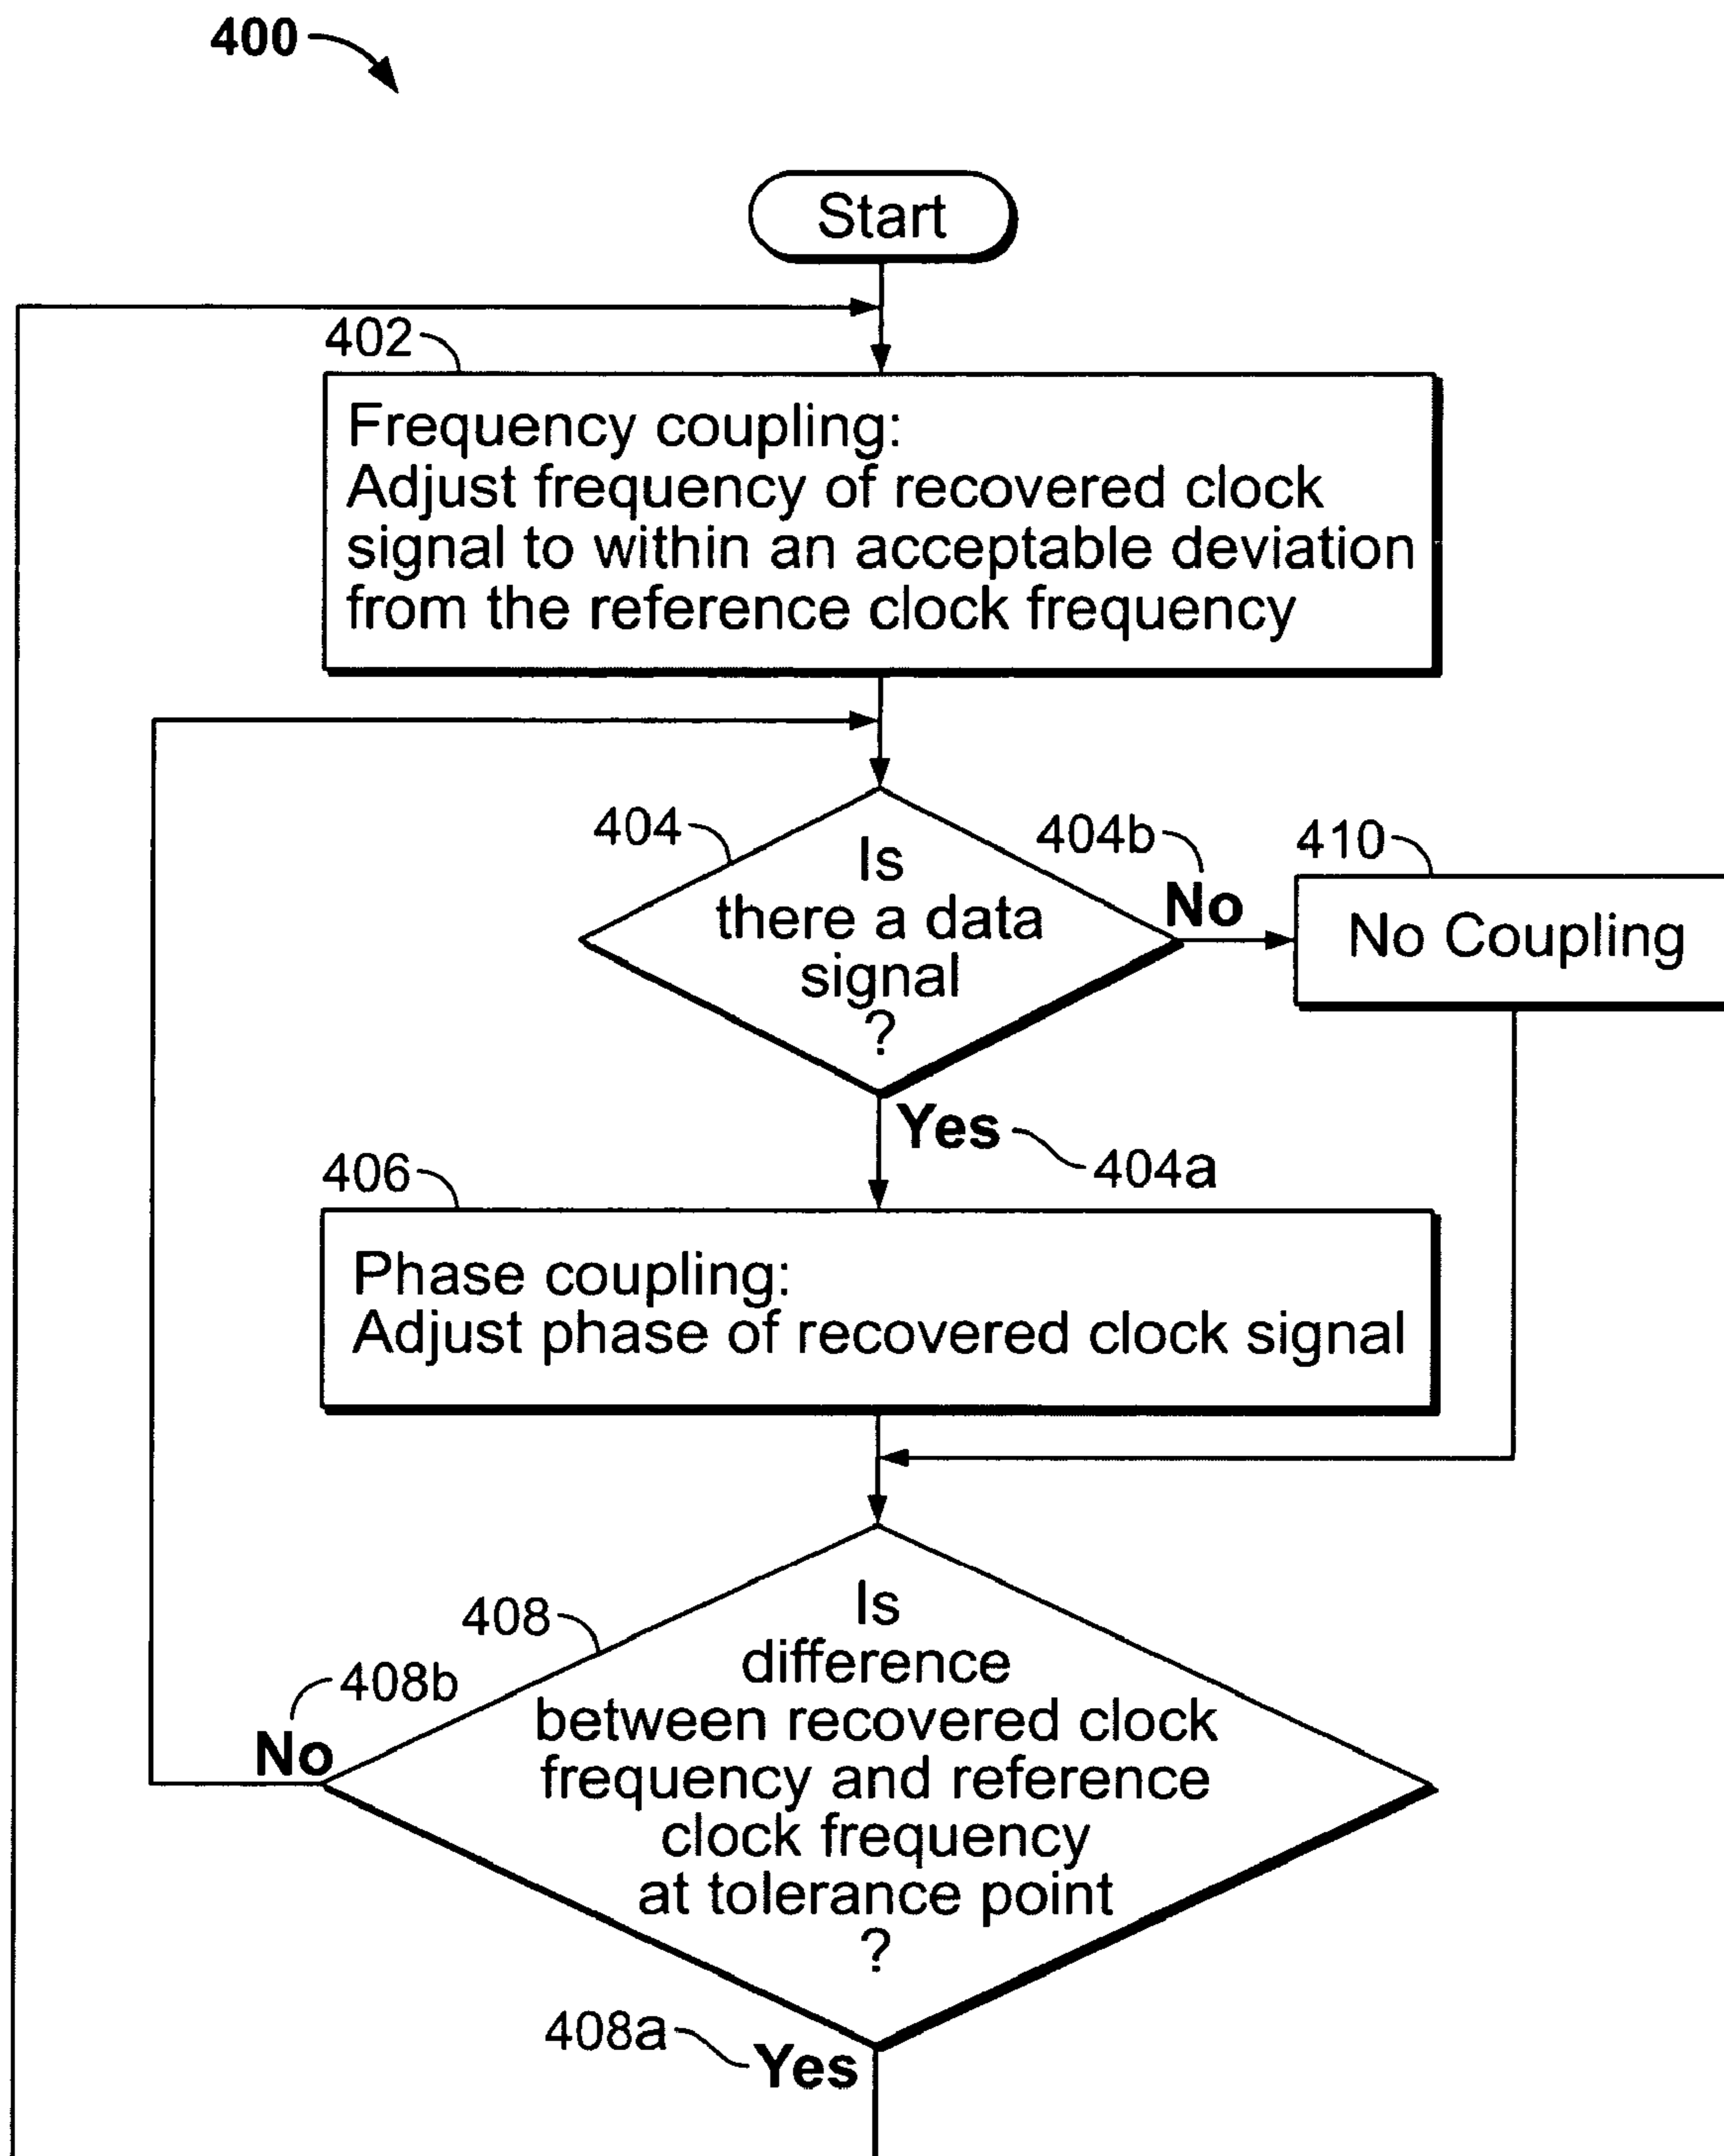 400
Start
402
Frequency coupling:
Adjust frequency of recovered clock
signal to within an acceptable deviation
from the reference clock frequency
404
Is
there a data
signal
?
404b
No
410
No Coupling
Yes
404a
406
Phase coupling:
Adjust phase of recovered clock signal
408
Is
difference
between recovered clock
frequency and reference
clock frequency
at tolerance point
?
408b
No
408a
Yes